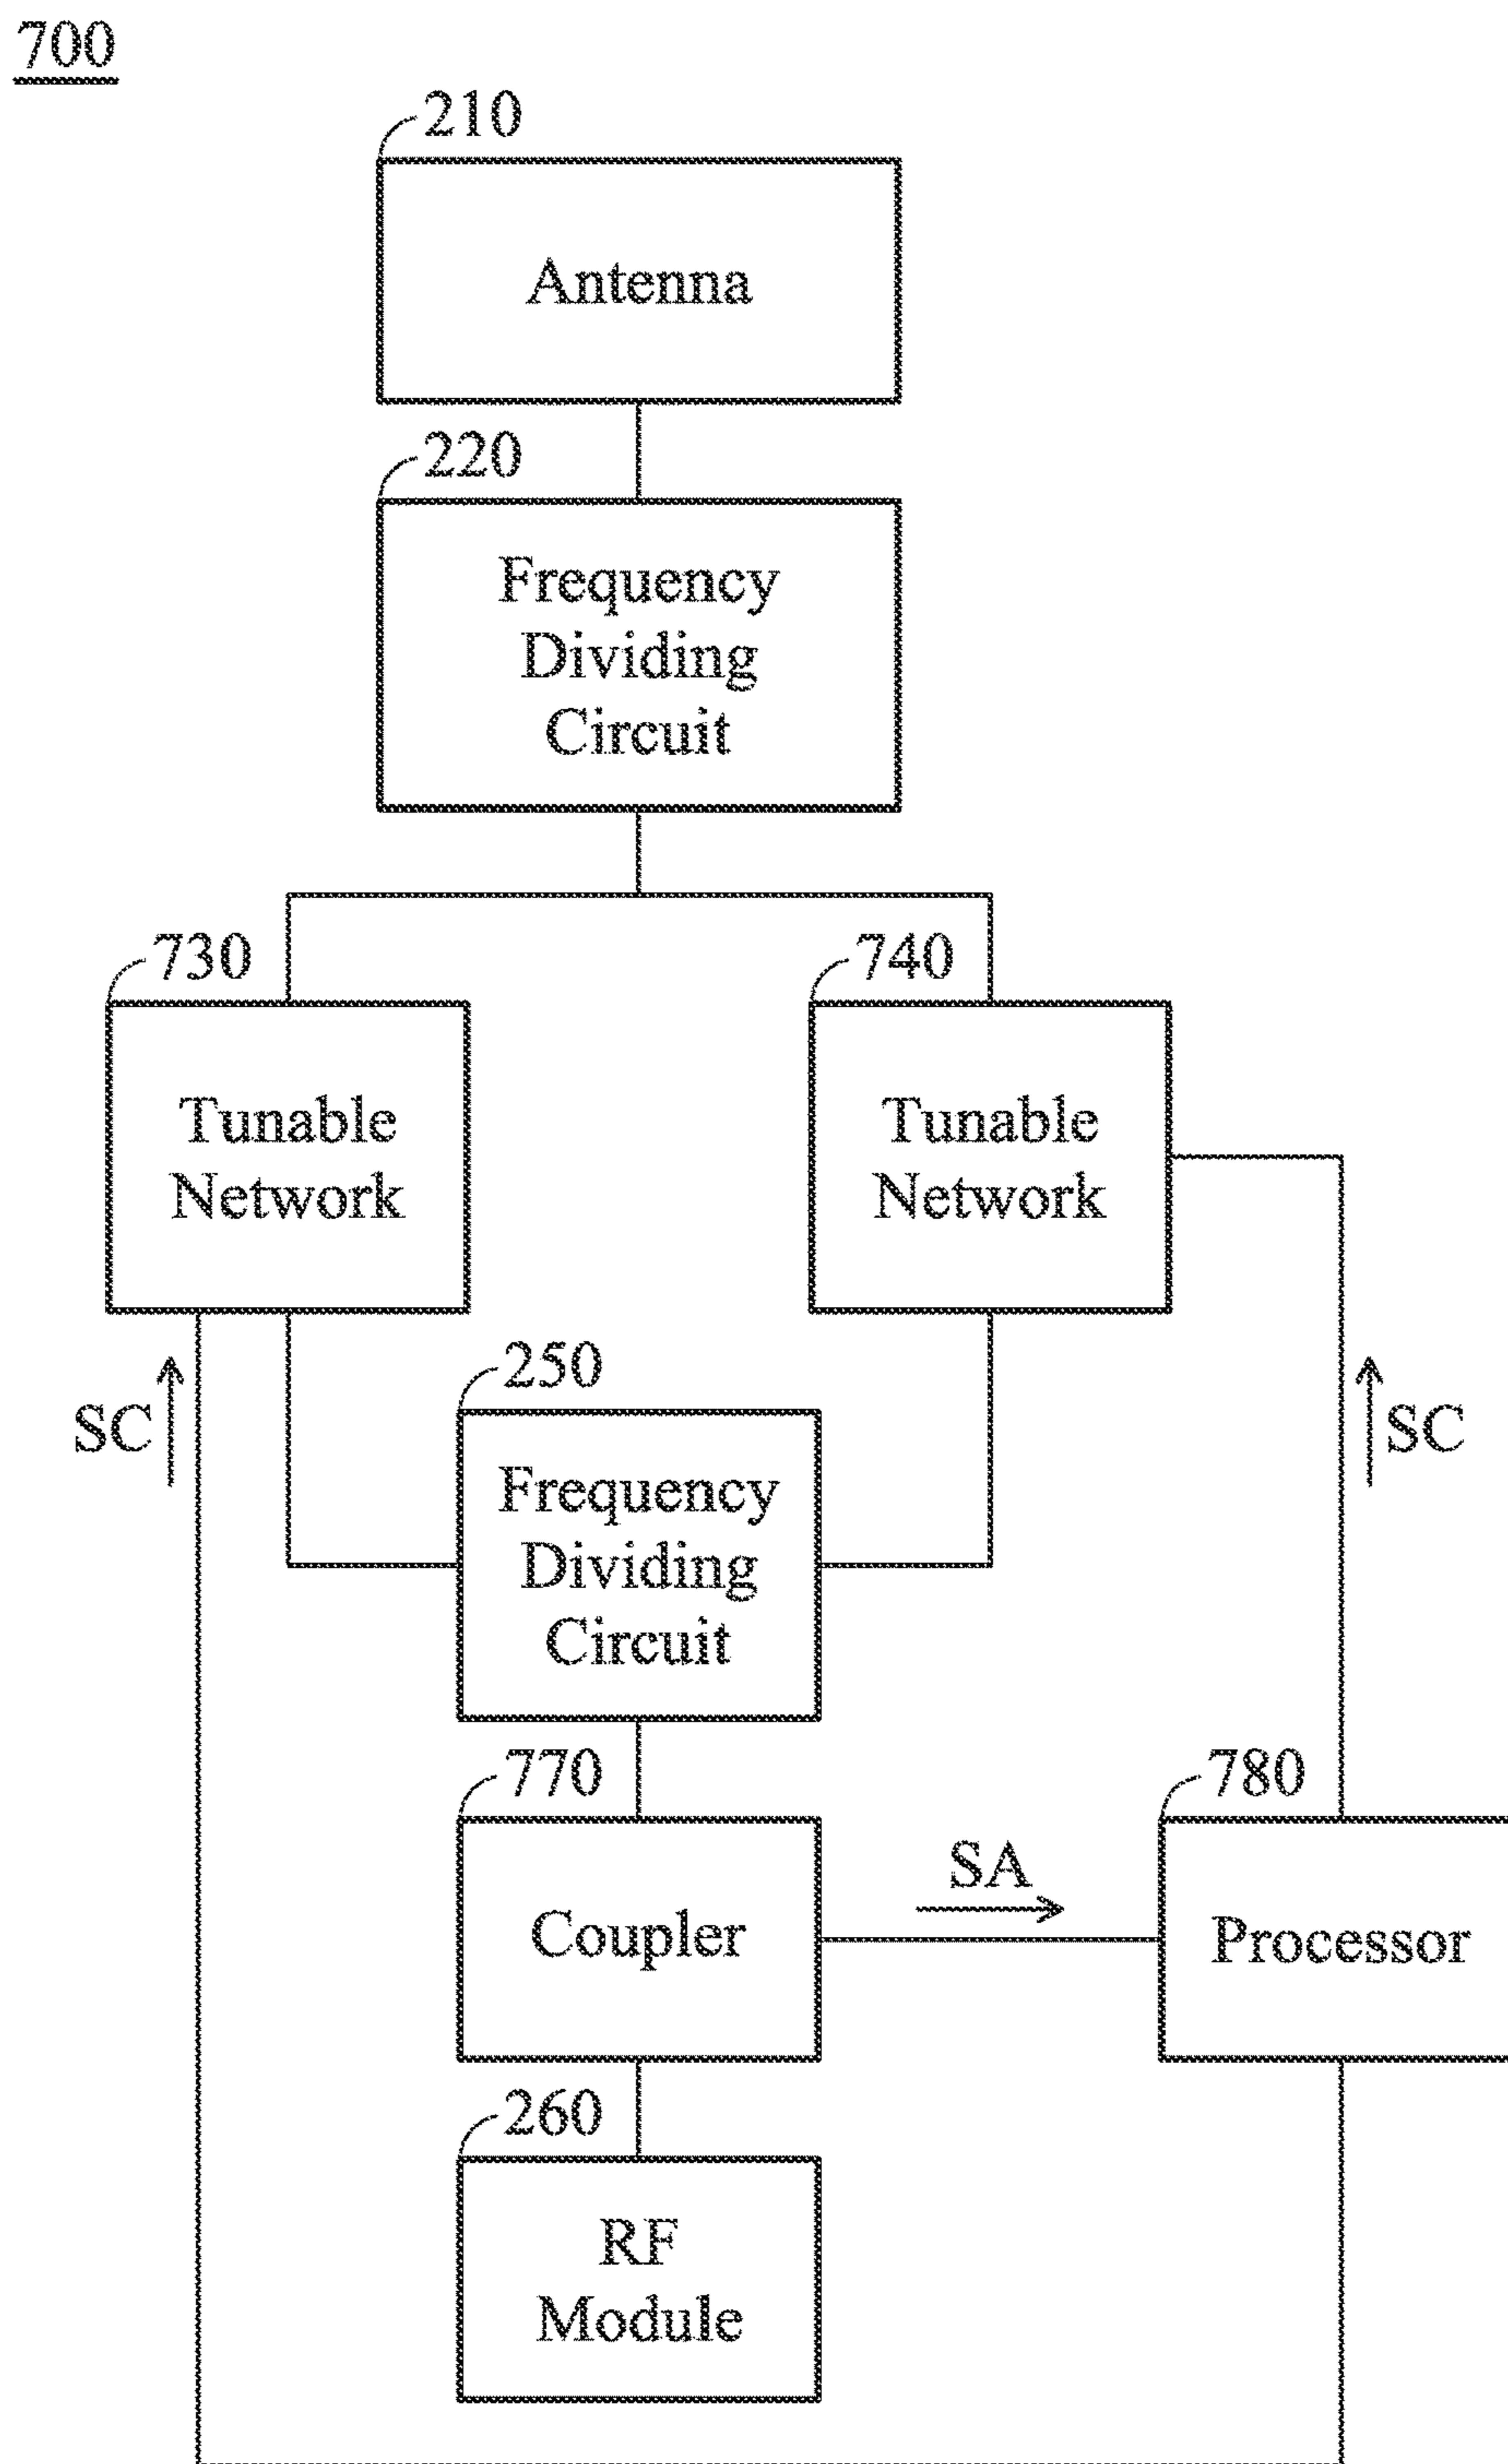 700
210
Antenna
220
Frequency
Dividing
Circuit
730
Tunable
Network
740
Tunable
Network
SC
250
Frequency
Dividing
Circuit
SC
770
Coupler
SA
780
Processor
260
RF
Module